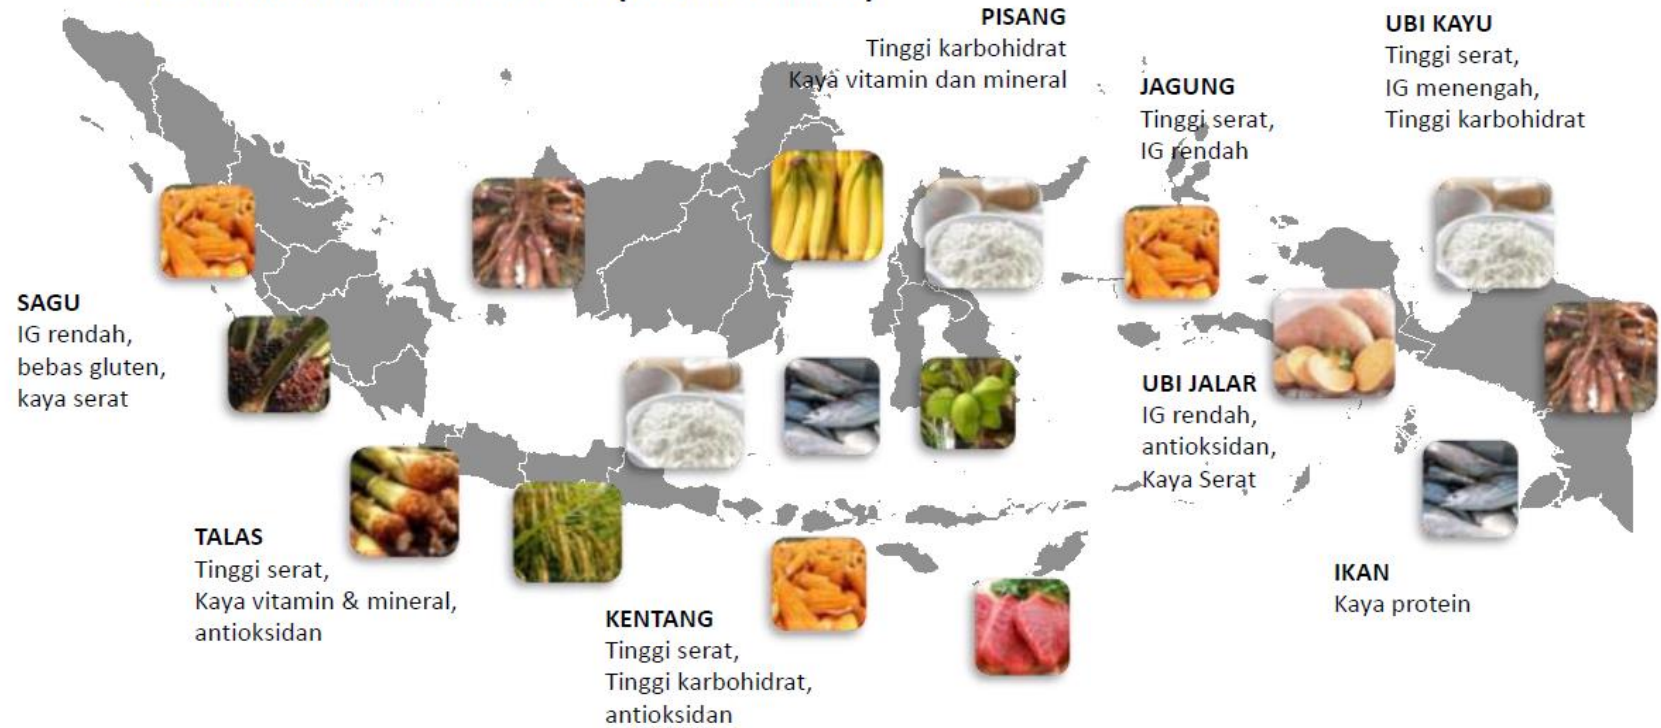 PISANG
Tinggi karbohidrat
Kaya vitamin dan mineral
UBI KAYU
Tinggi serat,
IG menengah,
Tinggi karbohidrat
JAGUNG
Tinggi serat,
IG rendah
SAGU
IG rendah,
bebas gluten,
kaya serat
UBI JALAR
IG rendah,
antioksidan,
Kaya Serat
TALAS
Tinggi serat,
Kaya vitamin & mineral,
antioksidan
KENTANG
Tinggi serat,
Tinggi karbohidrat,
antioksidan
IKAN
Kaya protein